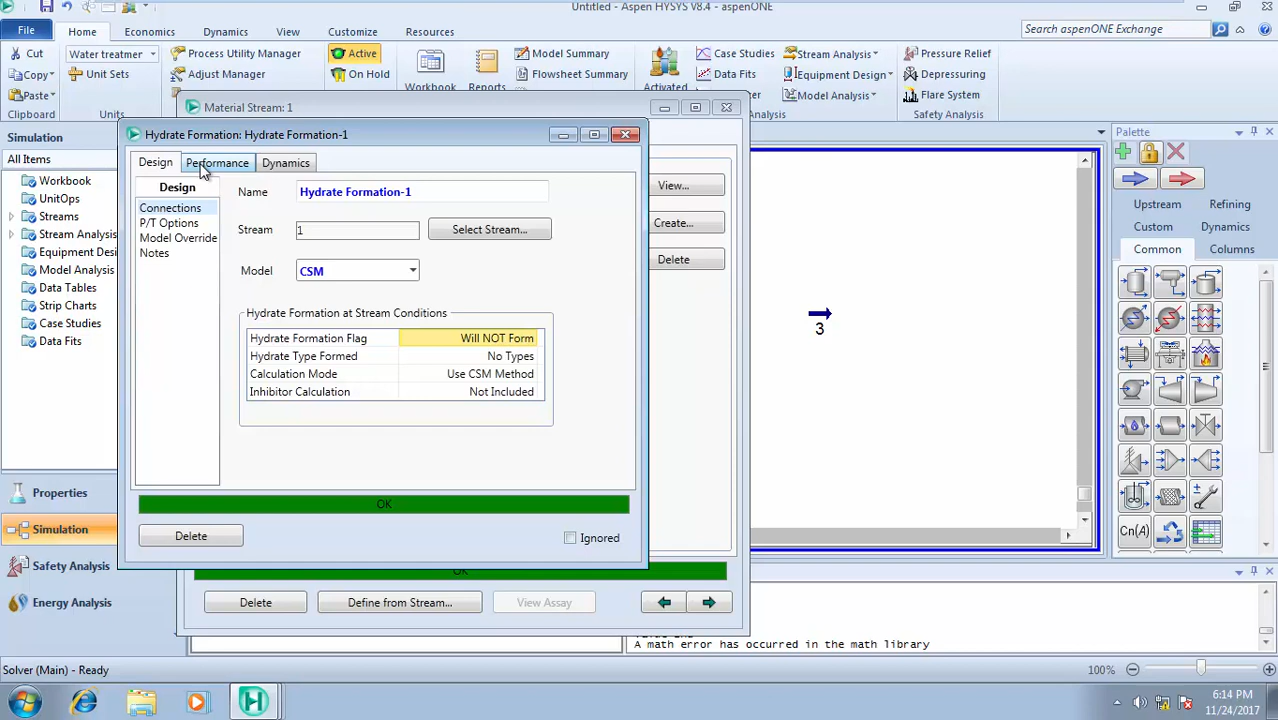 Untitled - Aspen HYSYS V8.4 - aspenONE
File
Home
Economics
Dynamics
View
Customize
Resources
Search aspenONE Exchange
Cut
Copy
Paste
Clipboard
Water treatmer
Unit Sets
Units
Process Utility Manager
Adjust Manager
Active
On Hold
Workbook
Reports
Model Summary
Flowsheet Summary
Activated
Case Studies
Data Fits
Stream Analysis
Equipment Design
Model Analysis
Analysis
Pressure Relief
Depressuring
Flare System
Safety Analysis
Simulation
All Items
Workbook
UnitOps
Streams
Stream Analysis
Equipment Desi
Model Analysis
Data Tables
Strip Charts
Case Studies
Data Fits
Properties
Simulation
Safety Analysis
Energy Analysis
Material Stream: 1
View...
Create...
Delete
Hydrate Formation: Hydrate Formation-1
Design
Performance
Dynamics
Design
Connections
P/T Options
Model Override
Notes
Name
Hydrate Formation-1
Stream
1
Select Stream...
Model
CSM
Hydrate Formation at Stream Conditions
Hydrate Formation Flag
Will NOT Form
Hydrate Type Formed
No Types
Calculation Mode
Use CSM Method
Inhibitor Calculation
Not Included
OK
Delete
Ignored
OK
Delete
Define from Stream...
View Assay
3
Palette
Upstream
Refining
Custom
Dynamics
Common
Columns
Cn(A)
A math error has occurred in the math library
Solver (Main) - Ready
100%
6:14 PM
11/24/2017